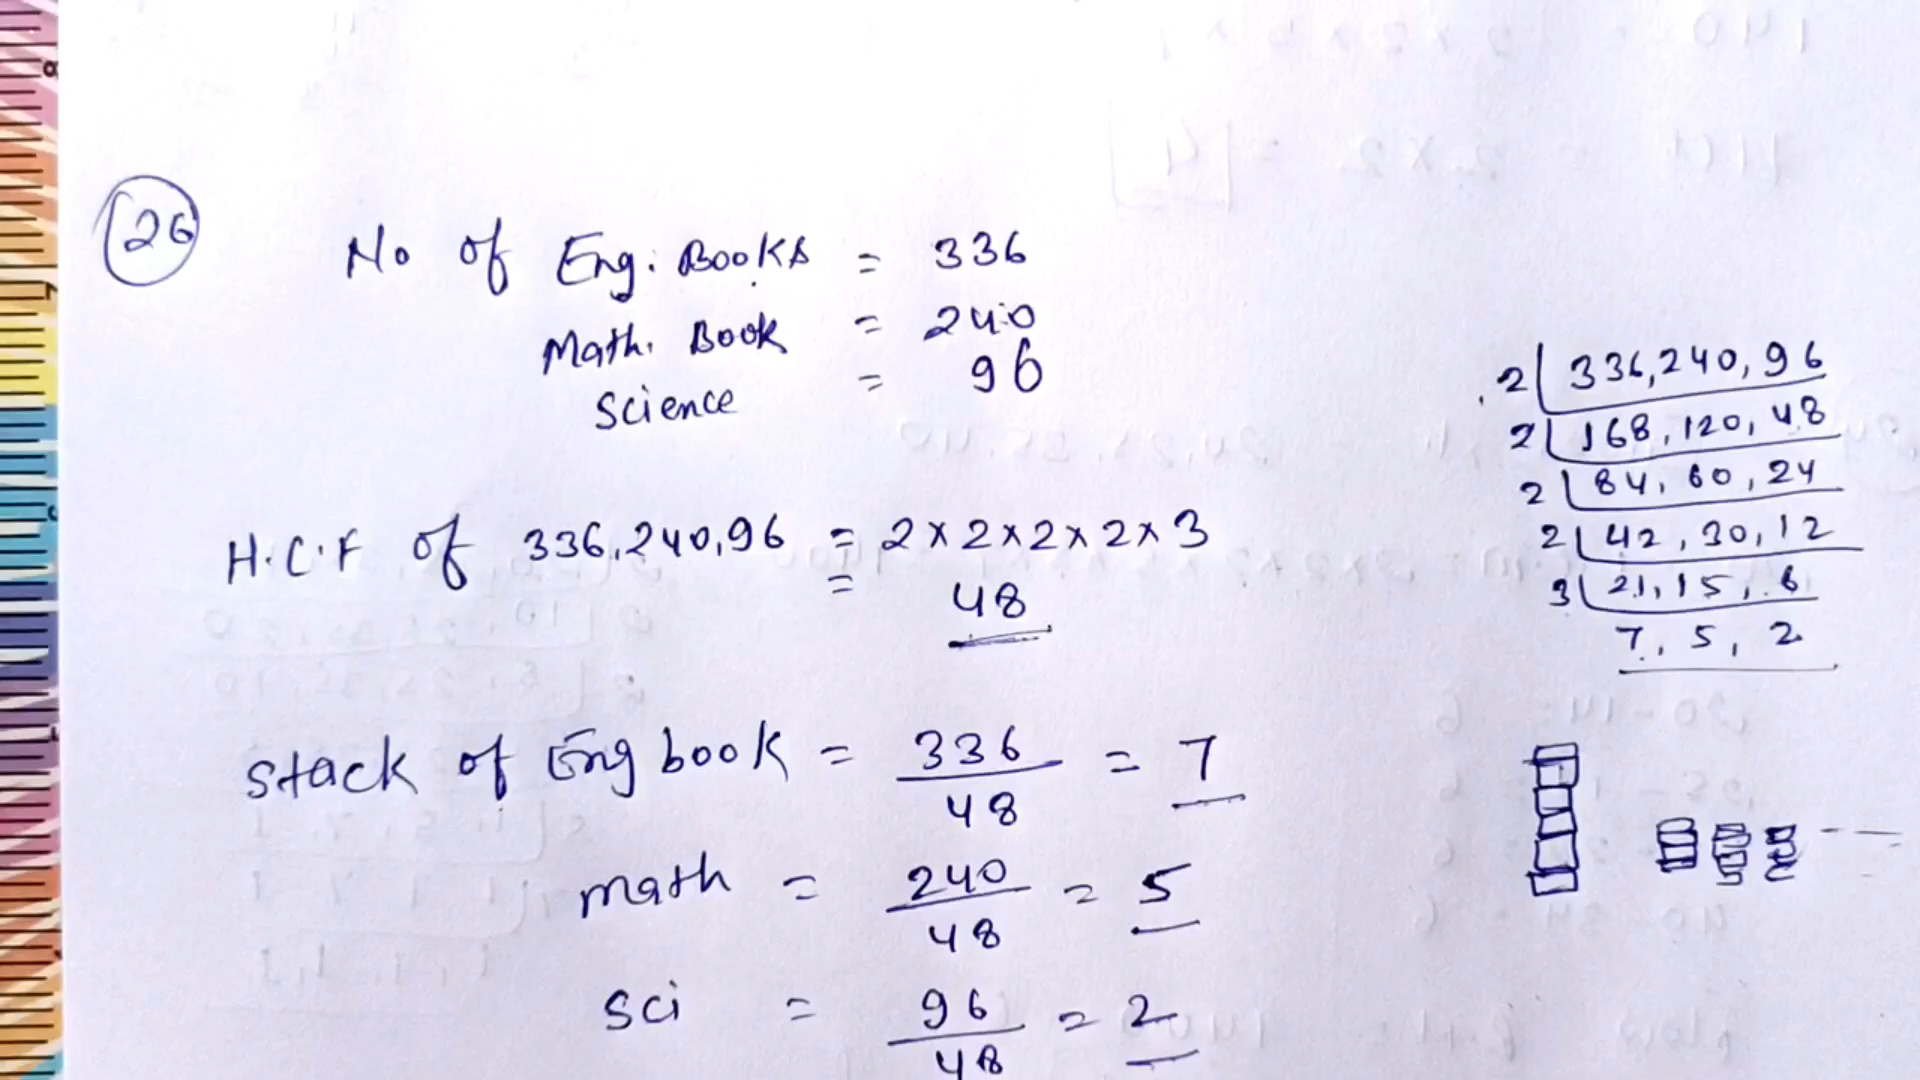 26
No of Eng. Books = 336
Math. Book = 240
Science = 96
H.C.F of 336,240,96 = 2×2×2×2×3
= 48
2 | 336,240,96
2 | 168,120,48
2 | 84,60,24
2 | 42,30,12
3 | 21,15,6
7,5,2
Stack of Eng book = 336/48 = 7
math = 240/48 = 5
Sci = 96/48 = 2